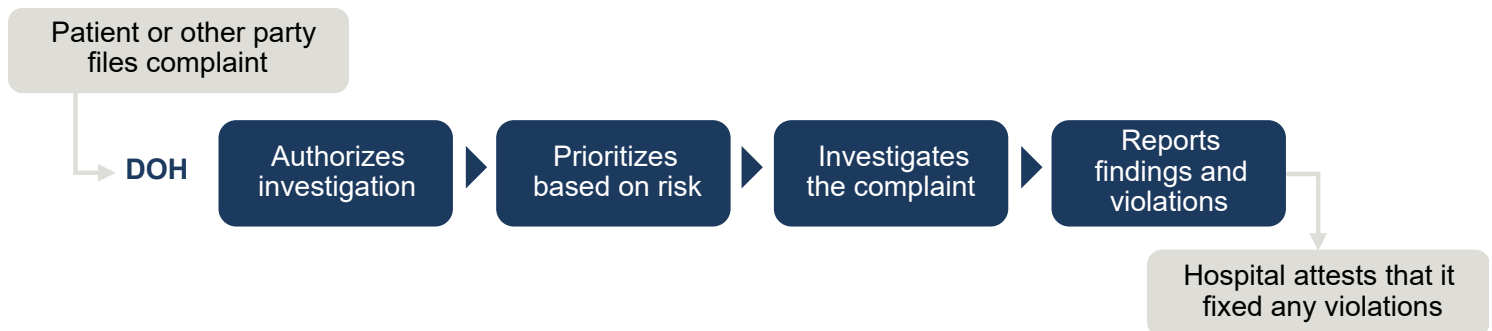 Patient or other party
files complaint
DOH
Authorizes
investigation
Prioritizes
based on risk
Investigates
the complaint
Reports
findings and
violations
Hospital attests that it
fixed any violations